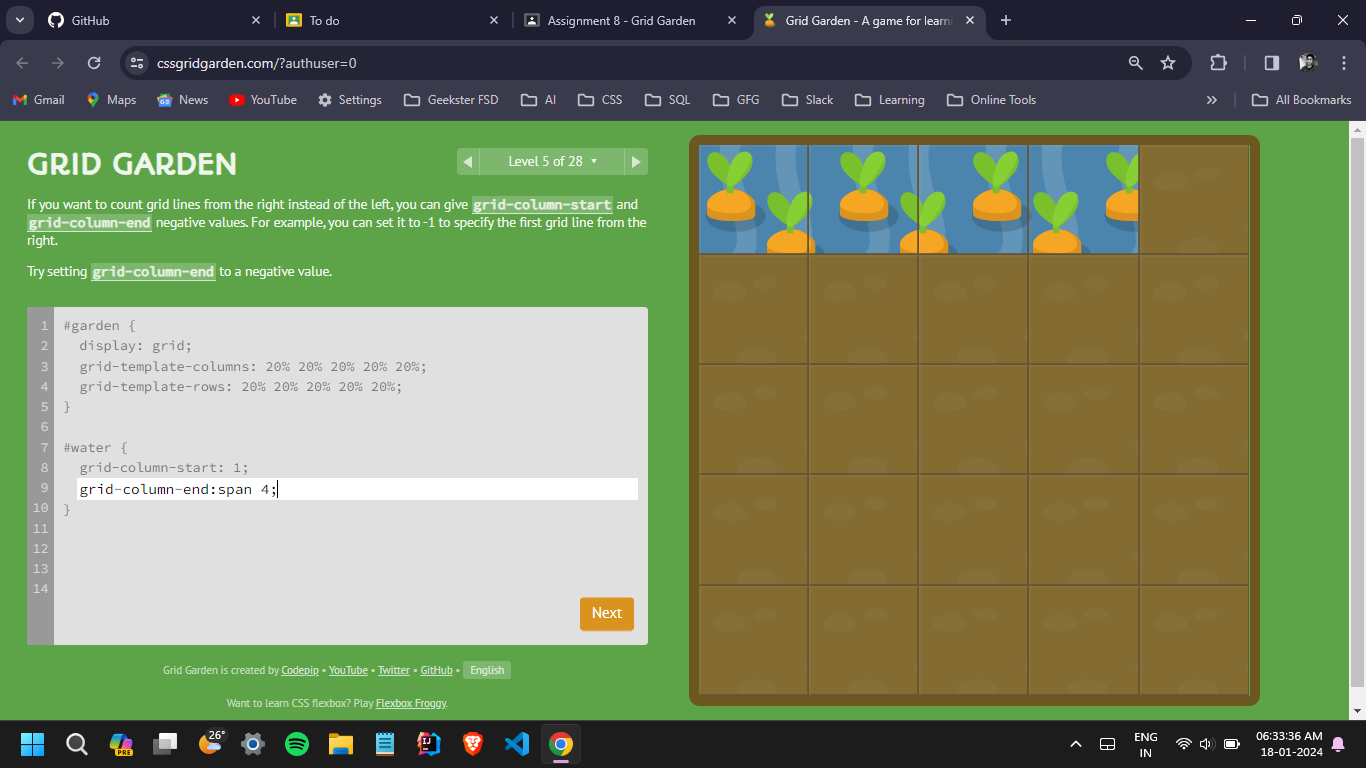 GitHub
To do
Assignment 8 - Grid Garden
Grid Garden - A game for learni
cssgridgarden.com/?authuser=0
Gmail
Maps
News
YouTube
Settings
Geekster FSD
AI
CSS
SQL
GFG
Slack
Learning
Online Tools
»
All Bookmarks
GRID GARDEN
Level 5 of 28
If you want to count grid lines from the right instead of the left, you can give grid-column-start and
grid-column-end negative values. For example, you can set it to -1 to specify the first grid line from the
right.
Try setting grid-column-end to a negative value.
1 #garden {
2 display: grid;
3 grid-template-columns: 20% 20% 20% 20% 20%;
4 grid-template-rows: 20% 20% 20% 20% 20%;
5 }
6
7 #water {
8 grid-column-start: 1;
9 grid-column-end:span 4;
10 }
11
12
13
14
Next
Grid Garden is created by Codepip • YouTube • Twitter • GitHub • English
Want to learn CSS flexbox? Play Flexbox Froggy.
PRE
26°
ENG
IN
06:33:36 AM
18-01-2024